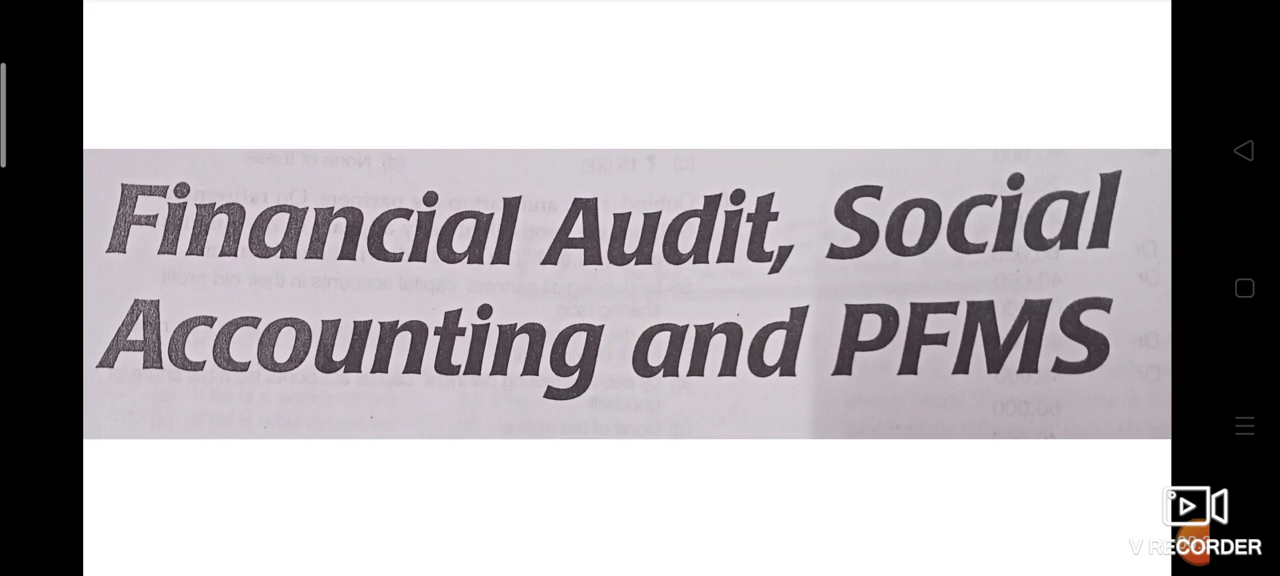 Financial Audit, Social
Accounting and PFMS
V RECORDER